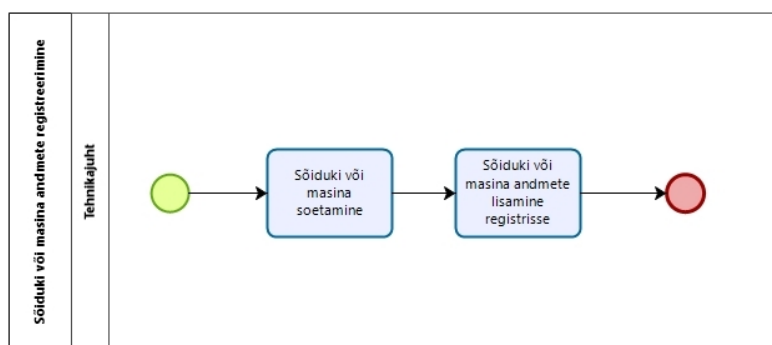 Sõiduki või masina andmete registreerimine
Tehnikajuht
Sõiduki või
masina
soetamine
Sõiduki või
masina andmete
lisamine
registrisse